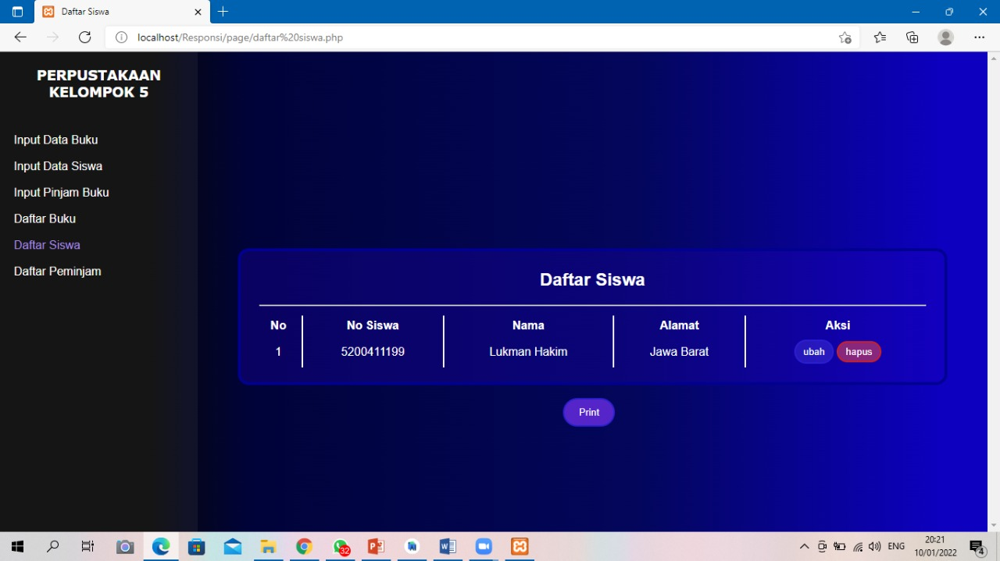 Daftar Siswa
localhost/Responsi/page/daftar%20siswa.php
PERPUSTAKAAN
KELOMPOK 5
Input Data Buku
Input Data Siswa
Input Pinjam Buku
Daftar Buku
Daftar Siswa
Daftar Peminjam
Daftar Siswa
No No Siswa Nama Alamat Aksi
1 5200411199 Lukman Hakim Jawa Barat ubah hapus
Print
32
ENG
20:21
10/01/2022
4